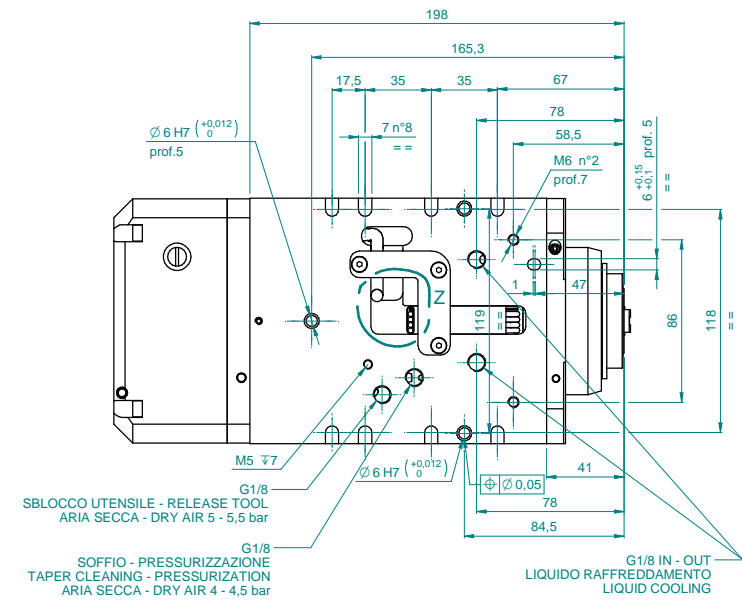 198
165,3
17,5
35
35
67
78
58,5
Ø 6 H7 (+0,012 0)
prof.5
7 n°8
= =
M6 n°2
prof.7
6 +0,15 +0,1 prof. 5
= =
Z
1
47
119
= =
86
118
= =
M5 ↧7
Ø 6 H7 (+0,012 0)
⌖ Ø 0,05
41
78
84,5
G1/8
SBLOCCO UTENSILE - RELEASE TOOL
ARIA SECCA - DRY AIR 5 - 5,5 bar
G1/8
SOFFIO - PRESSURIZZAZIONE
TAPER CLEANING - PRESSURIZATION
ARIA SECCA - DRY AIR 4 - 4,5 bar
G1/8 IN - OUT
LIQUIDO RAFFREDDAMENTO
LIQUID COOLING